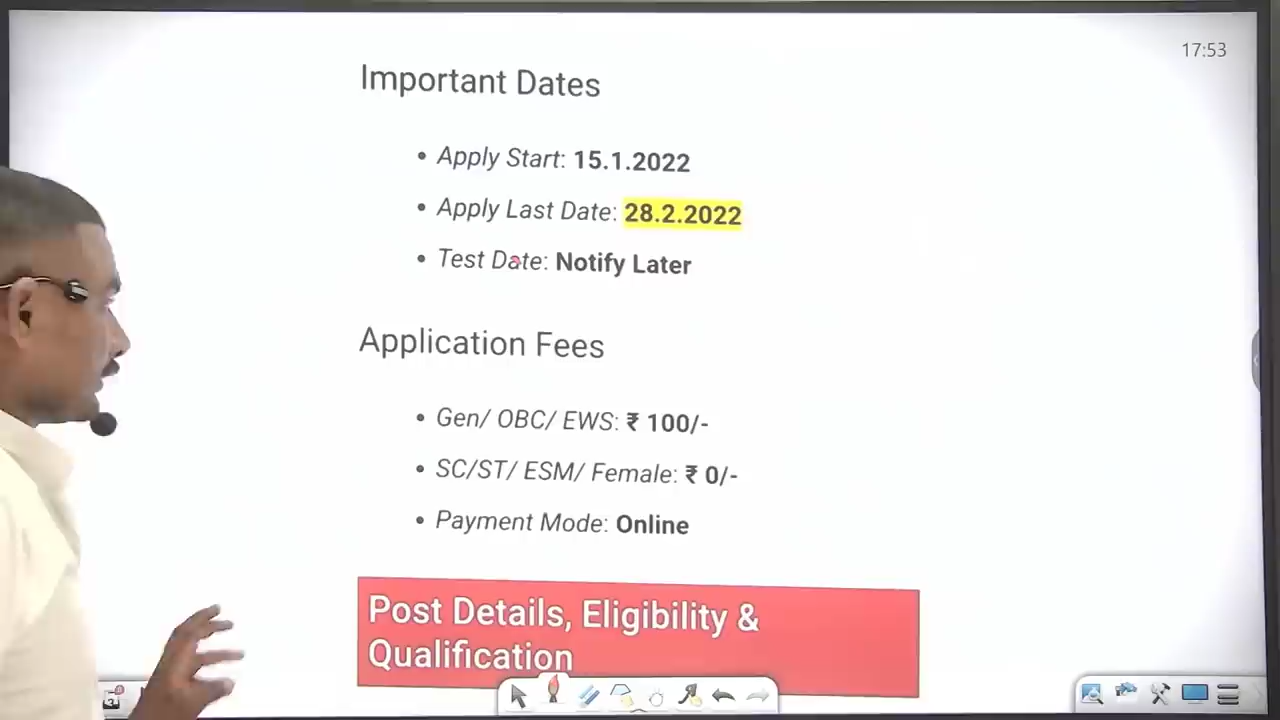 17:53
Important Dates
• Apply Start: 15.1.2022
• Apply Last Date: 28.2.2022
• Test Date: Notify Later
Application Fees
• Gen/ OBC/ EWS: ₹ 100/-
• SC/ST/ ESM/ Female: ₹ 0/-
• Payment Mode: Online
Post Details, Eligibility &
Qualification